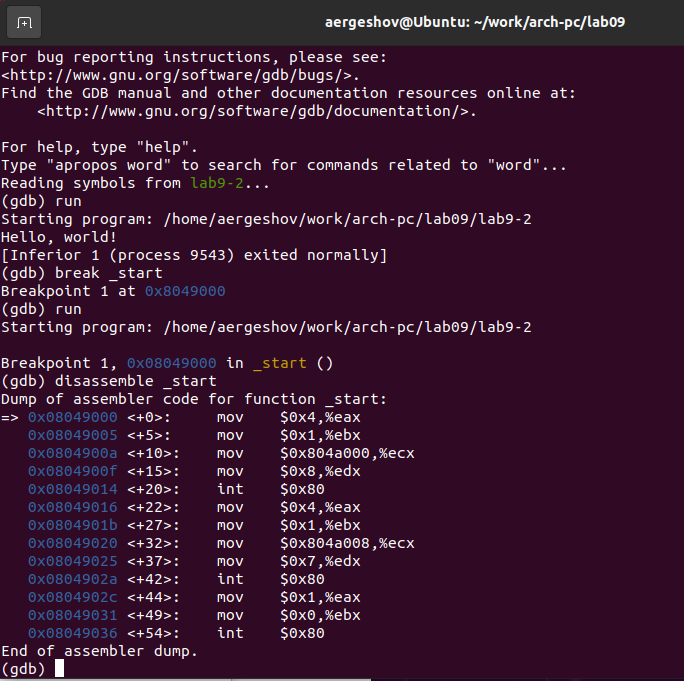 aergeshov@Ubuntu: ~/work/arch-pc/lab09
For bug reporting instructions, please see:
<http://www.gnu.org/software/gdb/bugs/>.
Find the GDB manual and other documentation resources online at:
    <http://www.gnu.org/software/gdb/documentation/>.

For help, type "help".
Type "apropos word" to search for commands related to "word"...
Reading symbols from lab9-2...
(gdb) run
Starting program: /home/aergeshov/work/arch-pc/lab09/lab9-2
Hello, world!
[Inferior 1 (process 9543) exited normally]
(gdb) break _start
Breakpoint 1 at 0x8049000
(gdb) run
Starting program: /home/aergeshov/work/arch-pc/lab09/lab9-2

Breakpoint 1, 0x08049000 in _start ()
(gdb) disassemble _start
Dump of assembler code for function _start:
=> 0x08049000 <+0>:     mov    $0x4,%eax
   0x08049005 <+5>:     mov    $0x1,%ebx
   0x0804900a <+10>:    mov    $0x804a000,%ecx
   0x0804900f <+15>:    mov    $0x8,%edx
   0x08049014 <+20>:    int    $0x80
   0x08049016 <+22>:    mov    $0x4,%eax
   0x0804901b <+27>:    mov    $0x1,%ebx
   0x08049020 <+32>:    mov    $0x804a008,%ecx
   0x08049025 <+37>:    mov    $0x7,%edx
   0x0804902a <+42>:    int    $0x80
   0x0804902c <+44>:    mov    $0x1,%eax
   0x08049031 <+49>:    mov    $0x0,%ebx
   0x08049036 <+54>:    int    $0x80
End of assembler dump.
(gdb)